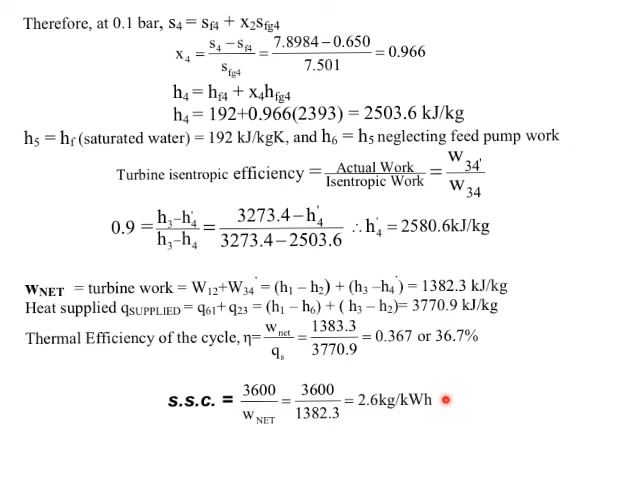 Therefore, at 0.1 bar, s4 = sf4 + x2sfg4
x4 = (s4 − sf4) / sfg4 = (7.8984 − 0.650) / 7.501 = 0.966
h4 = hf4 + x4hfg4
h4 = 192+0.966(2393) = 2503.6 kJ/kg
h5 = hf (saturated water) = 192 kJ/kgK, and h6 = h5 neglecting feed pump work
Turbine isentropic efficiency = Actual Work / Isentropic Work = W34' / W34
0.9 = (h3−h4') / (h3−h4) = (3273.4−h4') / (3273.4−2503.6) ∴h4' = 2580.6kJ/kg
WNET = turbine work = W12+W34' = (h1 – h2) + (h3 –h4') = 1382.3 kJ/kg
Heat supplied qSUPPLIED = q61+ q23 = (h1 – h6) + ( h3 – h2)= 3770.9 kJ/kg
Thermal Efficiency of the cycle, η= wnet / qs = 1383.3 / 3770.9 = 0.367 or 36.7%
s.s.c. = 3600 / wNET = 3600 / 1382.3 = 2.6kg/kWh